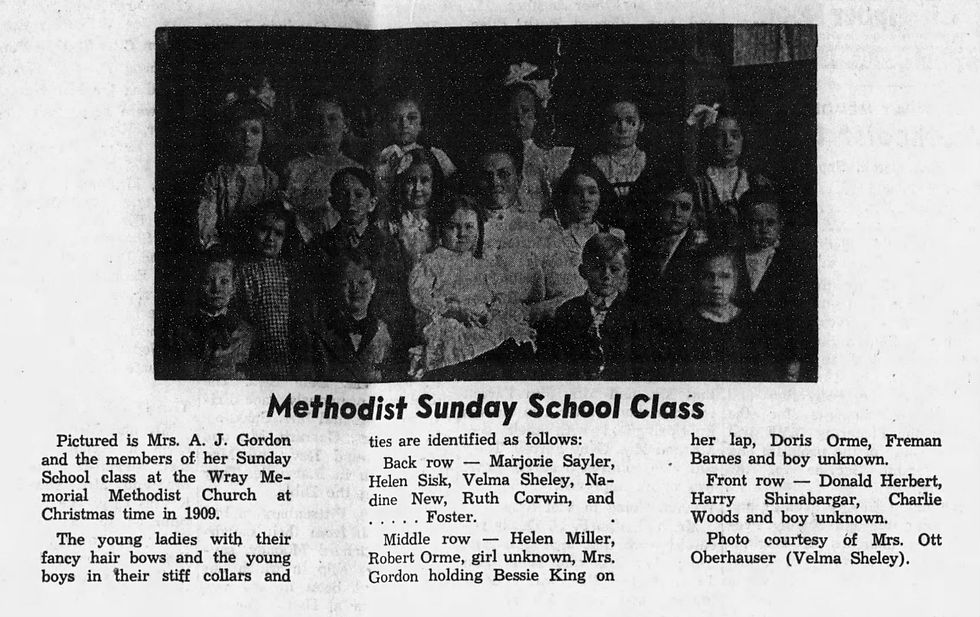 Methodist Sunday School Class
Pictured is Mrs. A. J. Gordon
and the members of her Sunday
School class at the Wray Me-
morial Methodist Church at
Christmas time in 1909.
The young ladies with their
fancy hair bows and the young
boys in their stiff collars and
ties are identified as follows:
Back row — Marjorie Sayler,
Helen Sisk, Velma Sheley, Na-
dine New, Ruth Corwin, and
. . . . . Foster.
Middle row — Helen Miller,
Robert Orme, girl unknown, Mrs.
Gordon holding Bessie King on
her lap, Doris Orme, Freman
Barnes and boy unknown.
Front row — Donald Herbert,
Harry Shinabargar, Charlie
Woods and boy unknown.
Photo courtesy of Mrs. Ott
Oberhauser (Velma Sheley).